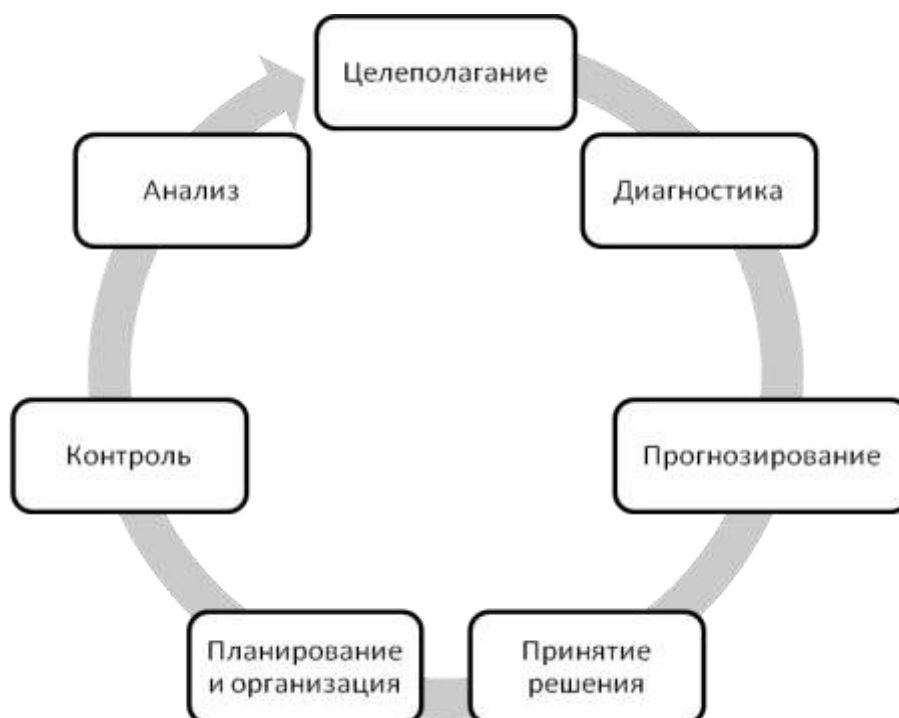 Целеполагание
Диагностика
Прогнозирование
Принятие
решения
Планирование
и организация
Контроль
Анализ